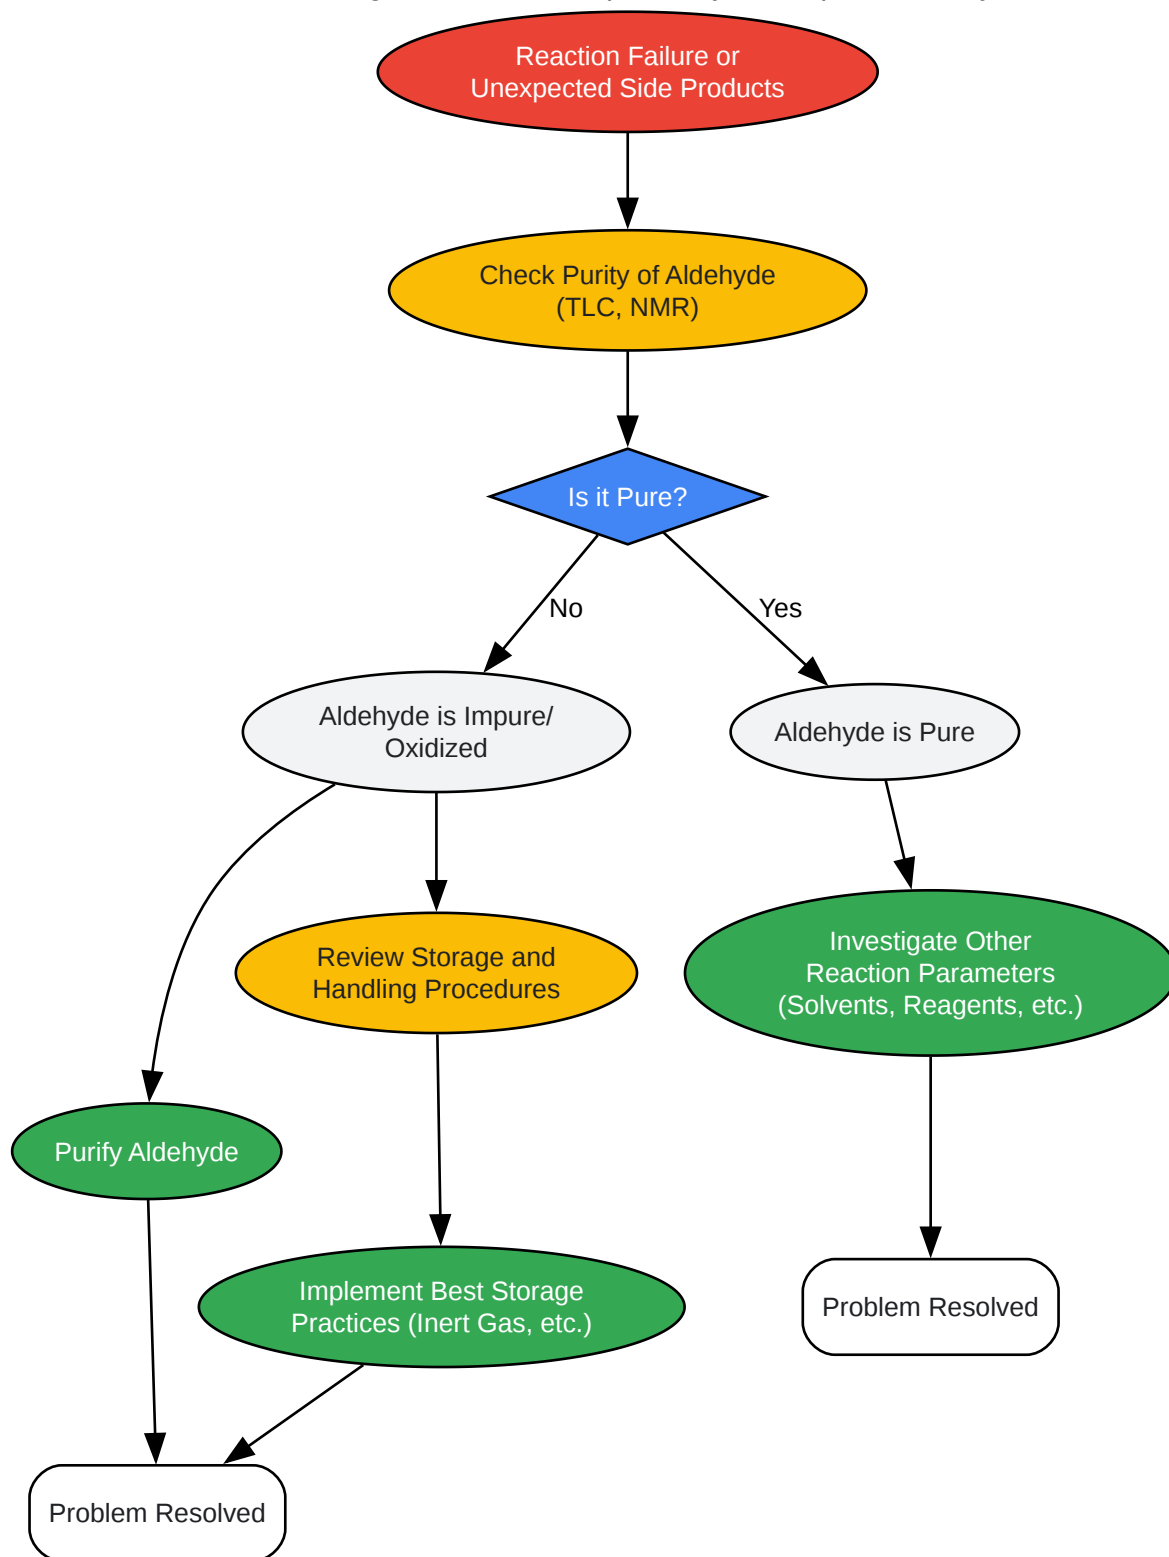 Reaction Failure or
Unexpected Side Products
Check Purity of Aldehyde
(TLC, NMR)
Is it Pure?
No
Yes
Aldehyde is Impure/
Oxidized
Aldehyde is Pure
Review Storage and
Handling Procedures
Investigate Other
Reaction Parameters
(Solvents, Reagents, etc.)
Purify Aldehyde
Implement Best Storage
Practices (Inert Gas, etc.)
Problem Resolved
Problem Resolved